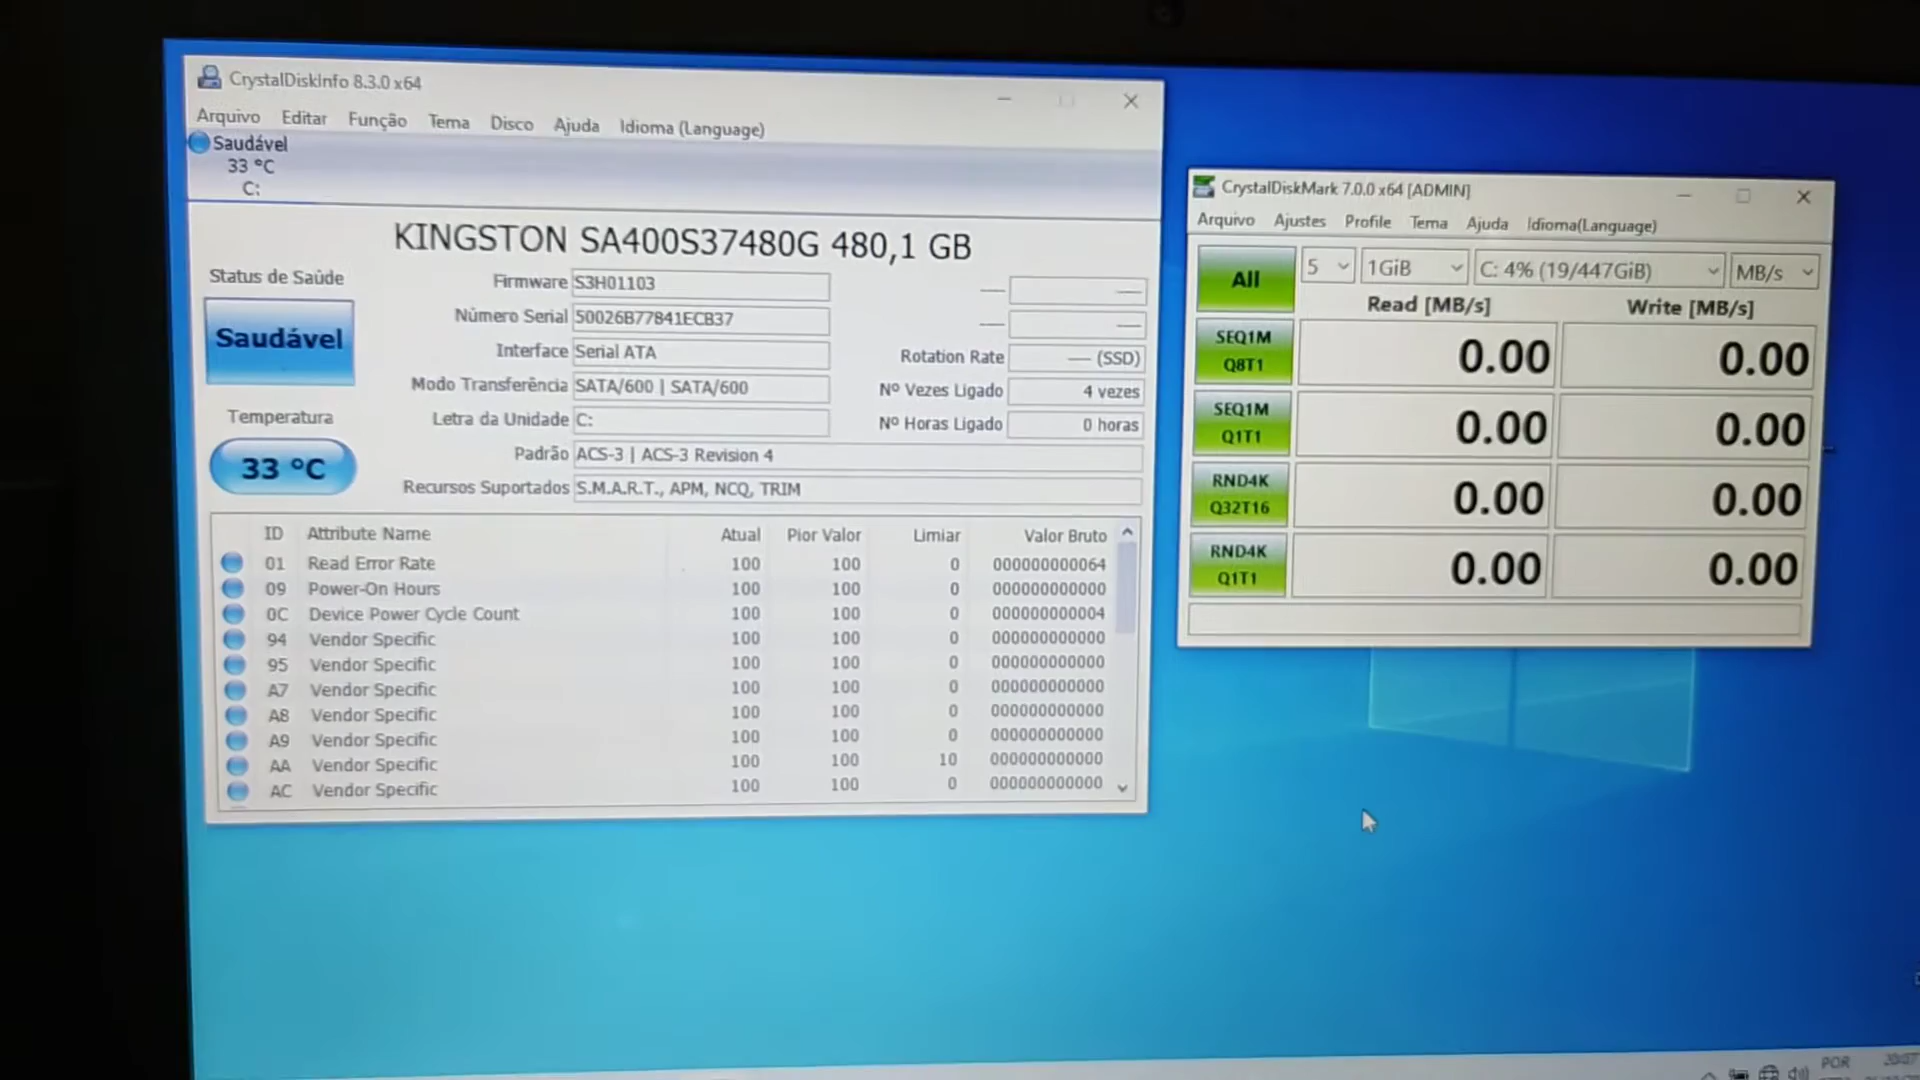 CrystalDiskInfo 8.3.0 x64
Arquivo Editar Função Tema Disco Ajuda Idioma (Language)
Saudável
33 °C
C:
KINGSTON SA400S37480G 480,1 GB
Status de Saúde
Saudável
Temperatura
33 °C
Firmware S3H01103
Número Serial 50026B77841ECB37
Interface Serial ATA
Modo Transferência SATA/600 | SATA/600
Letra da Unidade C:
Padrão ACS-3 | ACS-3 Revision 4
Recursos Suportados S.M.A.R.T., APM, NCQ, TRIM
---- ----
---- ----
Rotation Rate ---- (SSD)
Nº Vezes Ligado 4 vezes
Nº Horas Ligado 0 horas
ID Attribute Name Atual Pior Valor Limiar Valor Bruto
01 Read Error Rate 100 100 0 000000000064
09 Power-On Hours 100 100 0 000000000000
0C Device Power Cycle Count 100 100 0 000000000004
94 Vendor Specific 100 100 0 000000000000
95 Vendor Specific 100 100 0 000000000000
A7 Vendor Specific 100 100 0 000000000000
A8 Vendor Specific 100 100 0 000000000000
A9 Vendor Specific 100 100 0 000000000000
AA Vendor Specific 100 100 10 000000000000
AC Vendor Specific 100 100 0 000000000000
CrystalDiskMark 7.0.0 x64 [ADMIN]
Arquivo Ajustes Profile Tema Ajuda Idioma(Language)
All 5 1GiB C: 4% (19/447GiB) MB/s
Read [MB/s] Write [MB/s]
SEQ1M
Q8T1 0.00 0.00
SEQ1M
Q1T1 0.00 0.00
RND4K
Q32T16 0.00 0.00
RND4K
Q1T1 0.00 0.00
POR